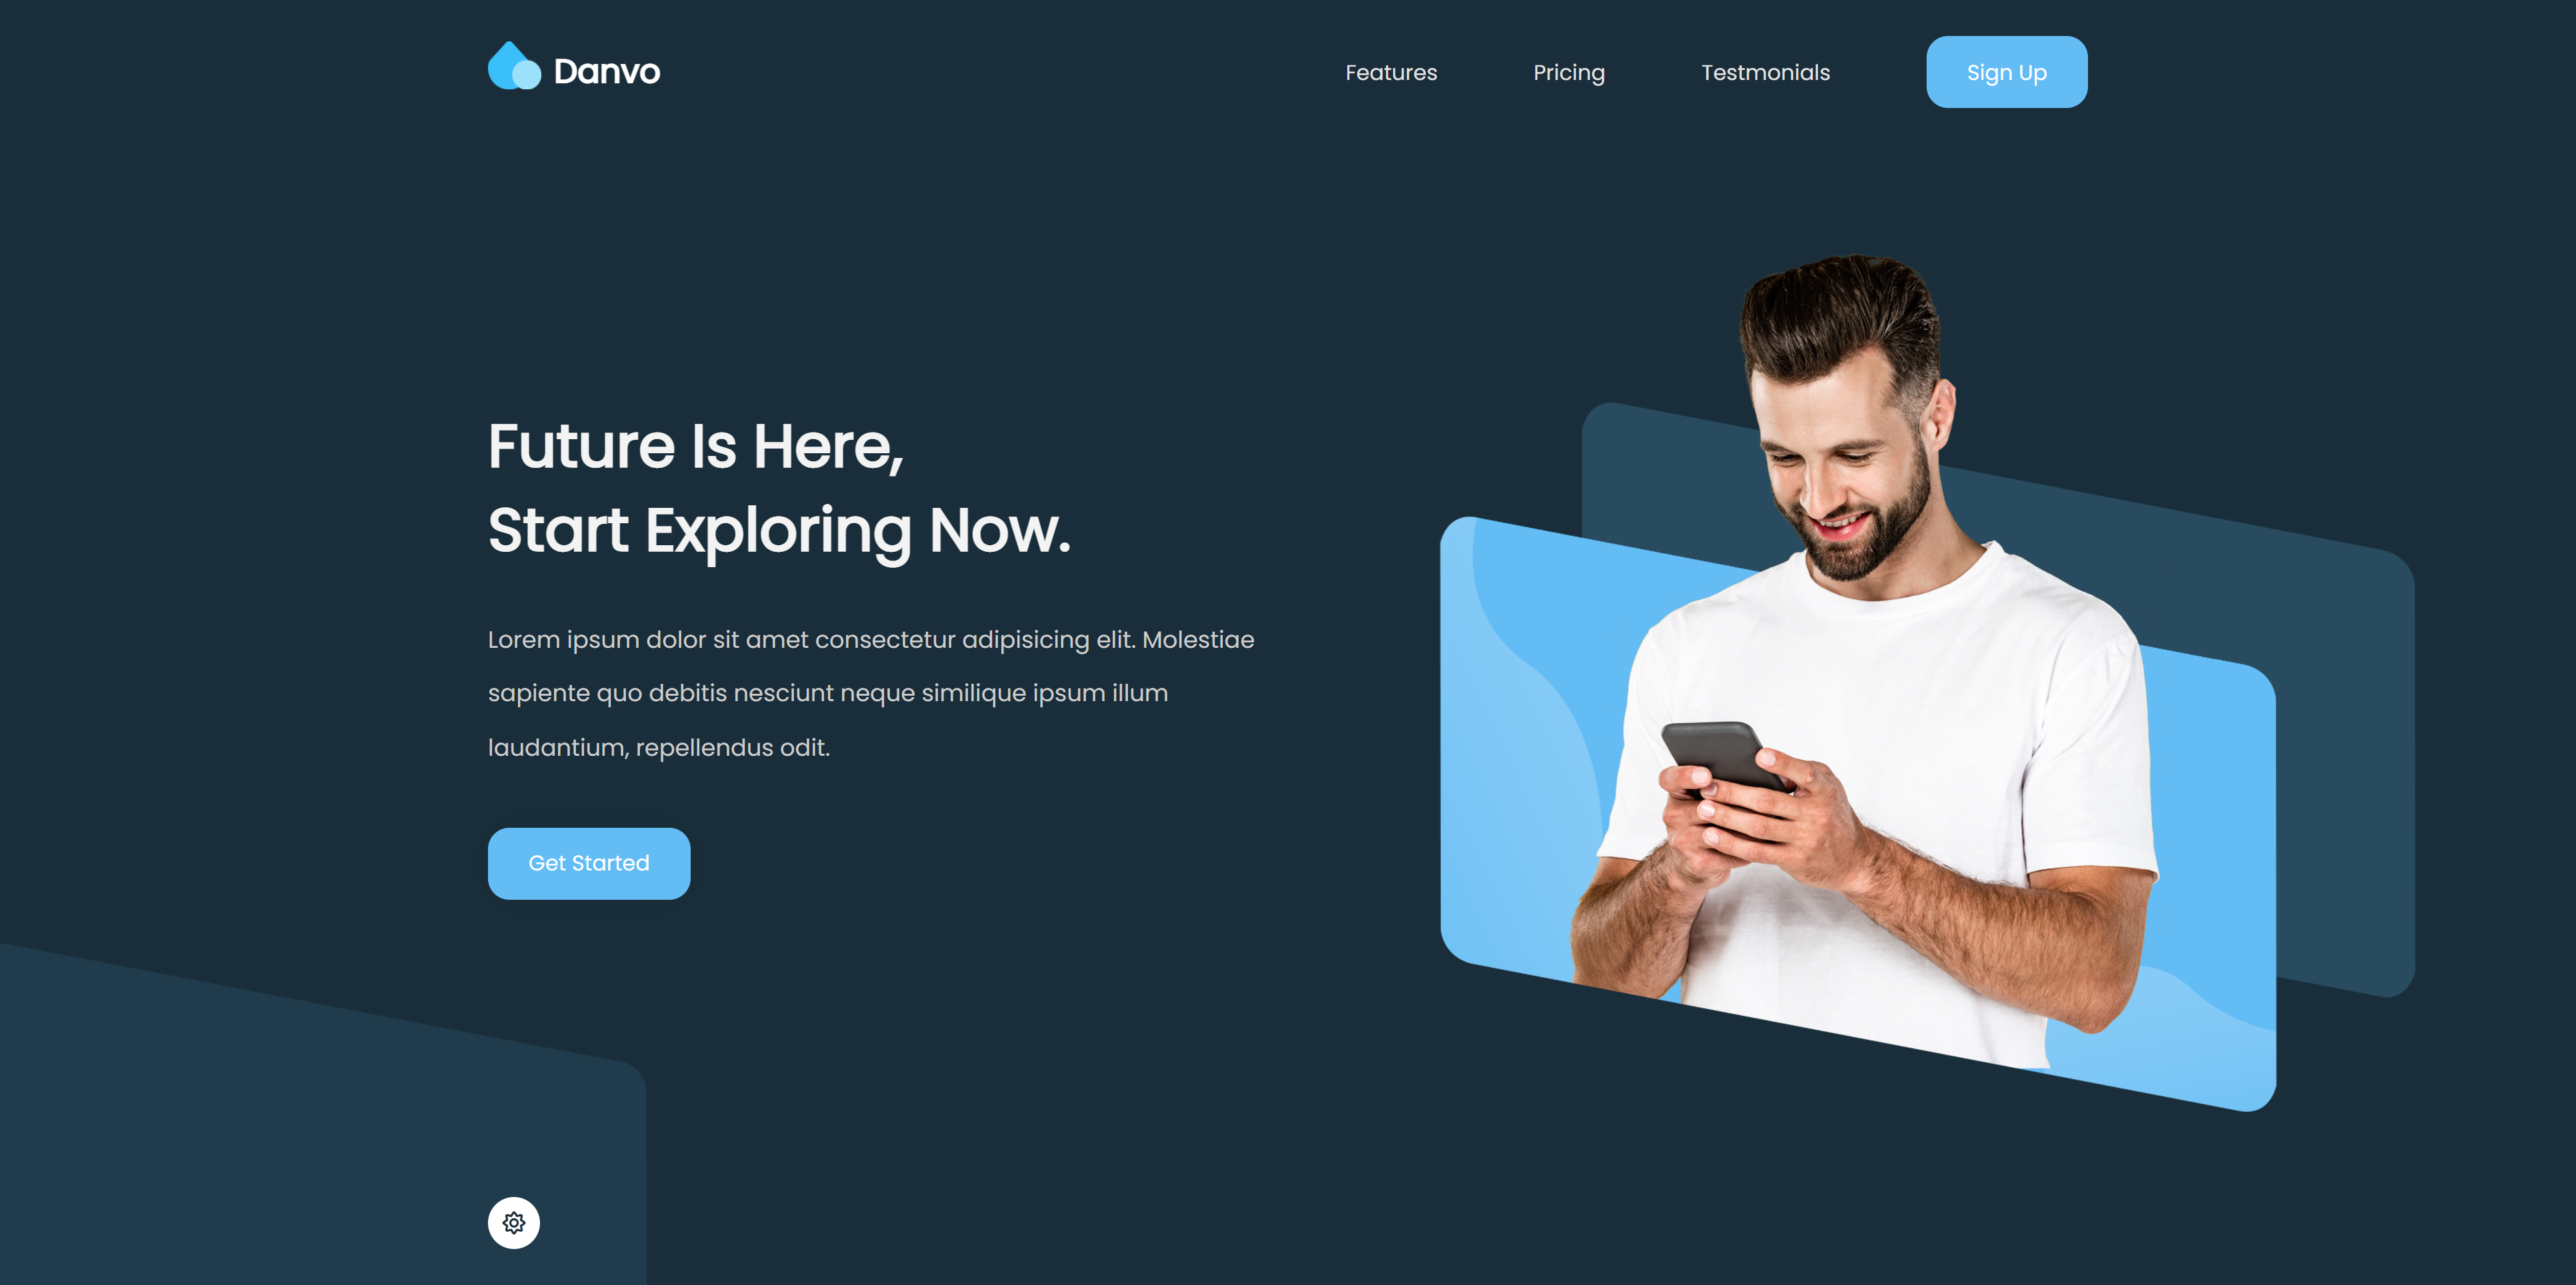 Danvo
Features
Pricing
Testmonials
Sign Up
Future Is Here,
Start Exploring Now.
Lorem ipsum dolor sit amet consectetur adipisicing elit. Molestiae
sapiente quo debitis nesciunt neque similique ipsum illum
laudantium, repellendus odit.
Get Started